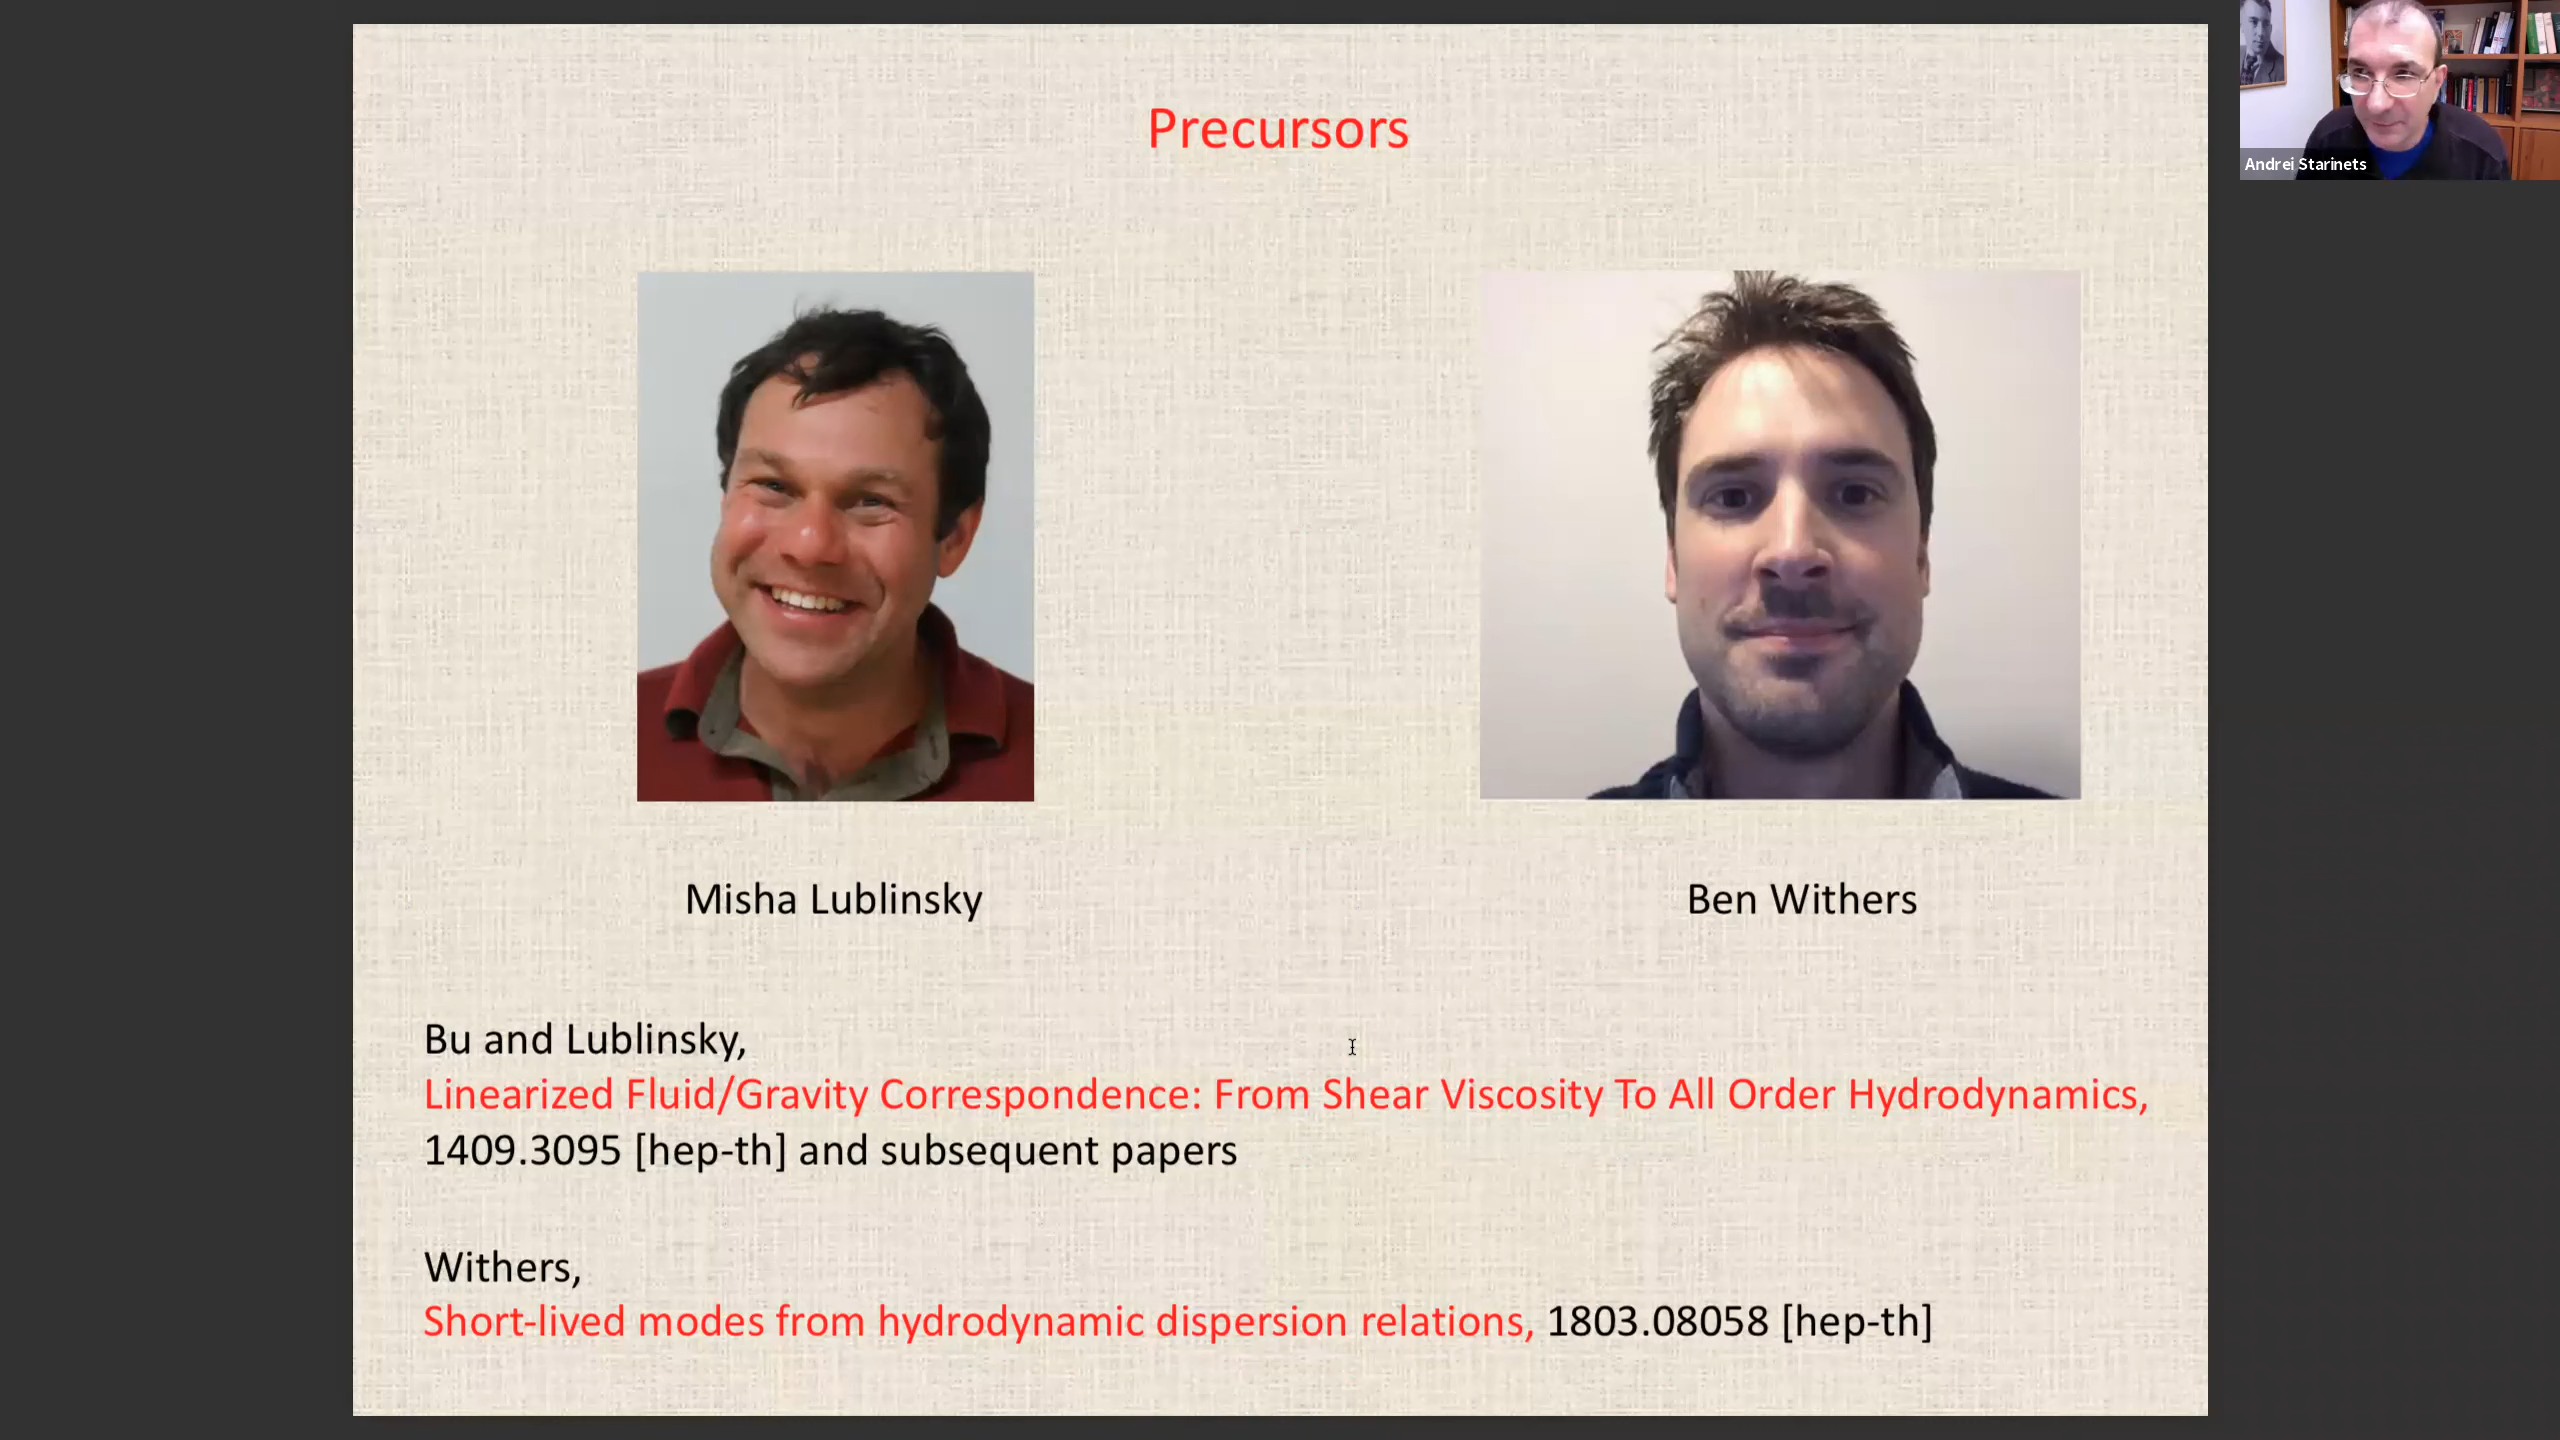 Precursors
Andrei Starinets
Misha Lublinsky
Ben Withers
Bu and Lublinsky,
Linearized Fluid/Gravity Correspondence: From Shear Viscosity To All Order Hydrodynamics,
1409.3095 [hep-th] and subsequent papers
Withers,
Short-lived modes from hydrodynamic dispersion relations, 1803.08058 [hep-th]